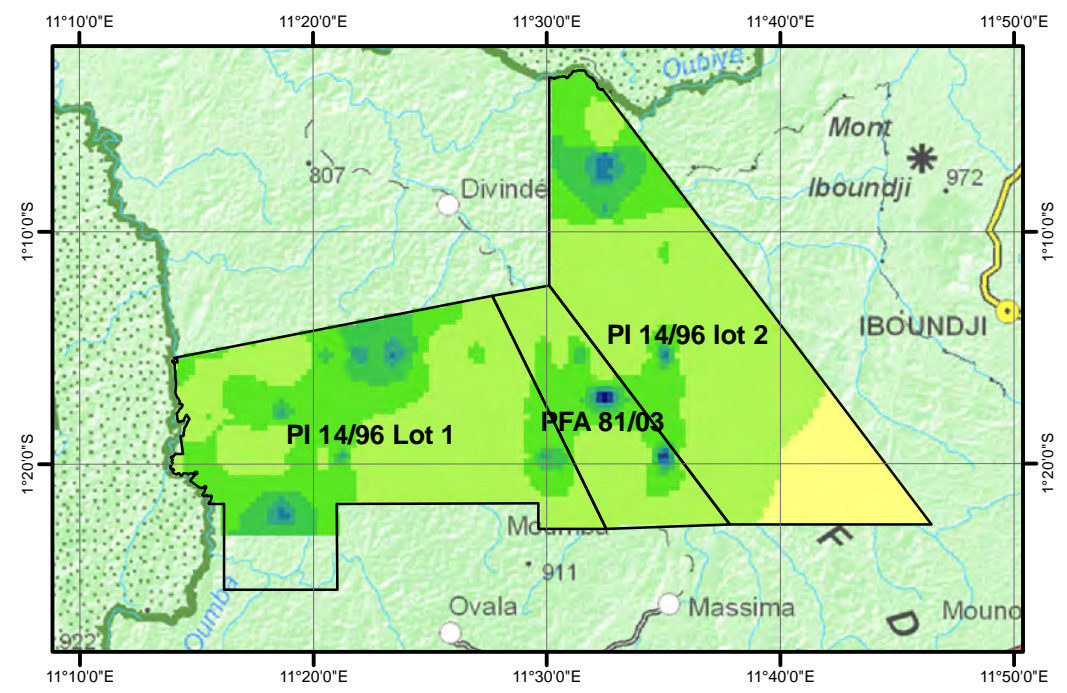 11°10'0"E 11°20'0"E 11°30'0"E 11°40'0"E 11°50'0"E
Oubiye
Mont
Iboundji
972
807
Divindé
1°10'0"S 1°10'0"S
IBOUNDJI
PI 14/96 lot 2
PFA 81/03
PI 14/96 Lot 1
1°20'0"S 1°20'0"S
Moumba
F
911
Ovala
Massima
Mouno
D
Oumba
922
11°10'0"E 11°20'0"E 11°30'0"E 11°40'0"E 11°50'0"E